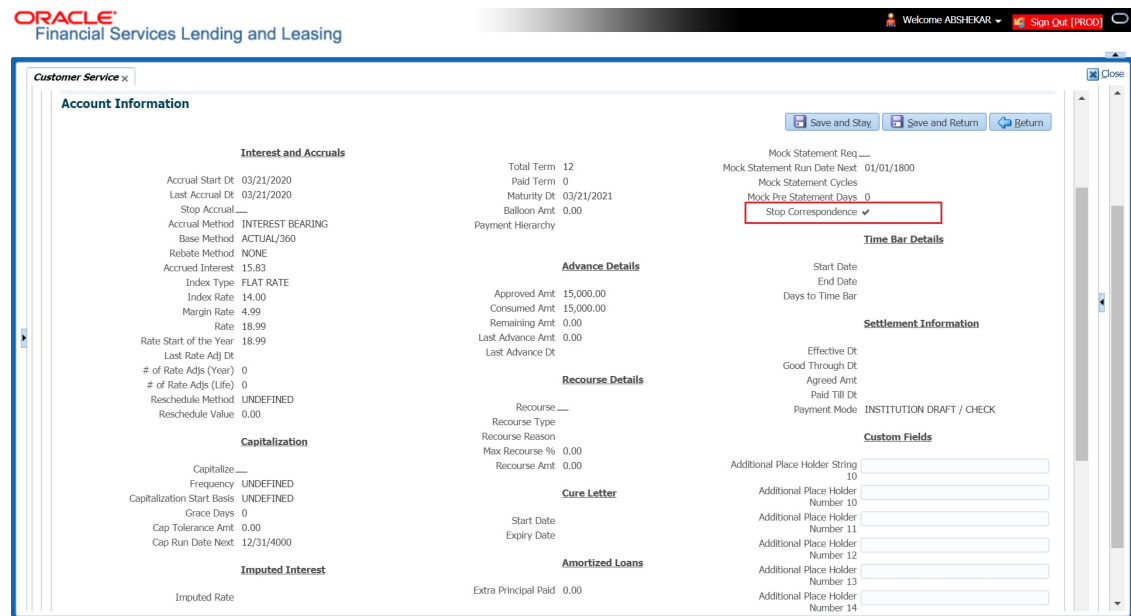 ORACLE®
Financial Services Lending and Leasing
Welcome ABSHEKAR
Sign Out [PROD]
Customer Service x
Close
Account Information
Save and Stay
Save and Return
Return
Interest and Accruals
Accrual Start Dt 03/21/2020
Last Accrual Dt 03/21/2020
Stop Accrual
Accrual Method INTEREST BEARING
Base Method ACTUAL/360
Rebate Method NONE
Accrued Interest 15.83
Index Type FLAT RATE
Index Rate 14.00
Margin Rate 4.99
Rate 18.99
Rate Start of the Year 18.99
Last Rate Adj Dt
# of Rate Adjs (Year) 0
# of Rate Adjs (Life) 0
Reschedule Method UNDEFINED
Reschedule Value 0.00
Capitalization
Capitalize
Frequency UNDEFINED
Capitalization Start Basis UNDEFINED
Grace Days 0
Cap Tolerance Amt 0.00
Cap Run Date Next 12/31/4000
Imputed Interest
Imputed Rate
Total Term 12
Paid Term 0
Maturity Dt 03/21/2021
Balloon Amt 0.00
Payment Hierarchy
Advance Details
Approved Amt 15,000.00
Consumed Amt 15,000.00
Remaining Amt 0.00
Last Advance Amt 0.00
Last Advance Dt
Recourse Details
Recourse
Recourse Type
Recourse Reason
Max Recourse % 0.00
Recourse Amt 0.00
Cure Letter
Start Date
Expiry Date
Amortized Loans
Extra Principal Paid 0.00
Mock Statement Req
Mock Statement Run Date Next 01/01/1800
Mock Statement Cycles
Mock Pre Statement Days 0
Stop Correspondence ✔
Time Bar Details
Start Date
End Date
Days to Time Bar
Settlement Information
Effective Dt
Good Through Dt
Agreed Amt
Paid Till Dt
Payment Mode INSTITUTION DRAFT / CHECK
Custom Fields
Additional Place Holder String
10
Additional Place Holder
Number 10
Additional Place Holder
Number 11
Additional Place Holder
Number 12
Additional Place Holder
Number 13
Additional Place Holder
Number 14